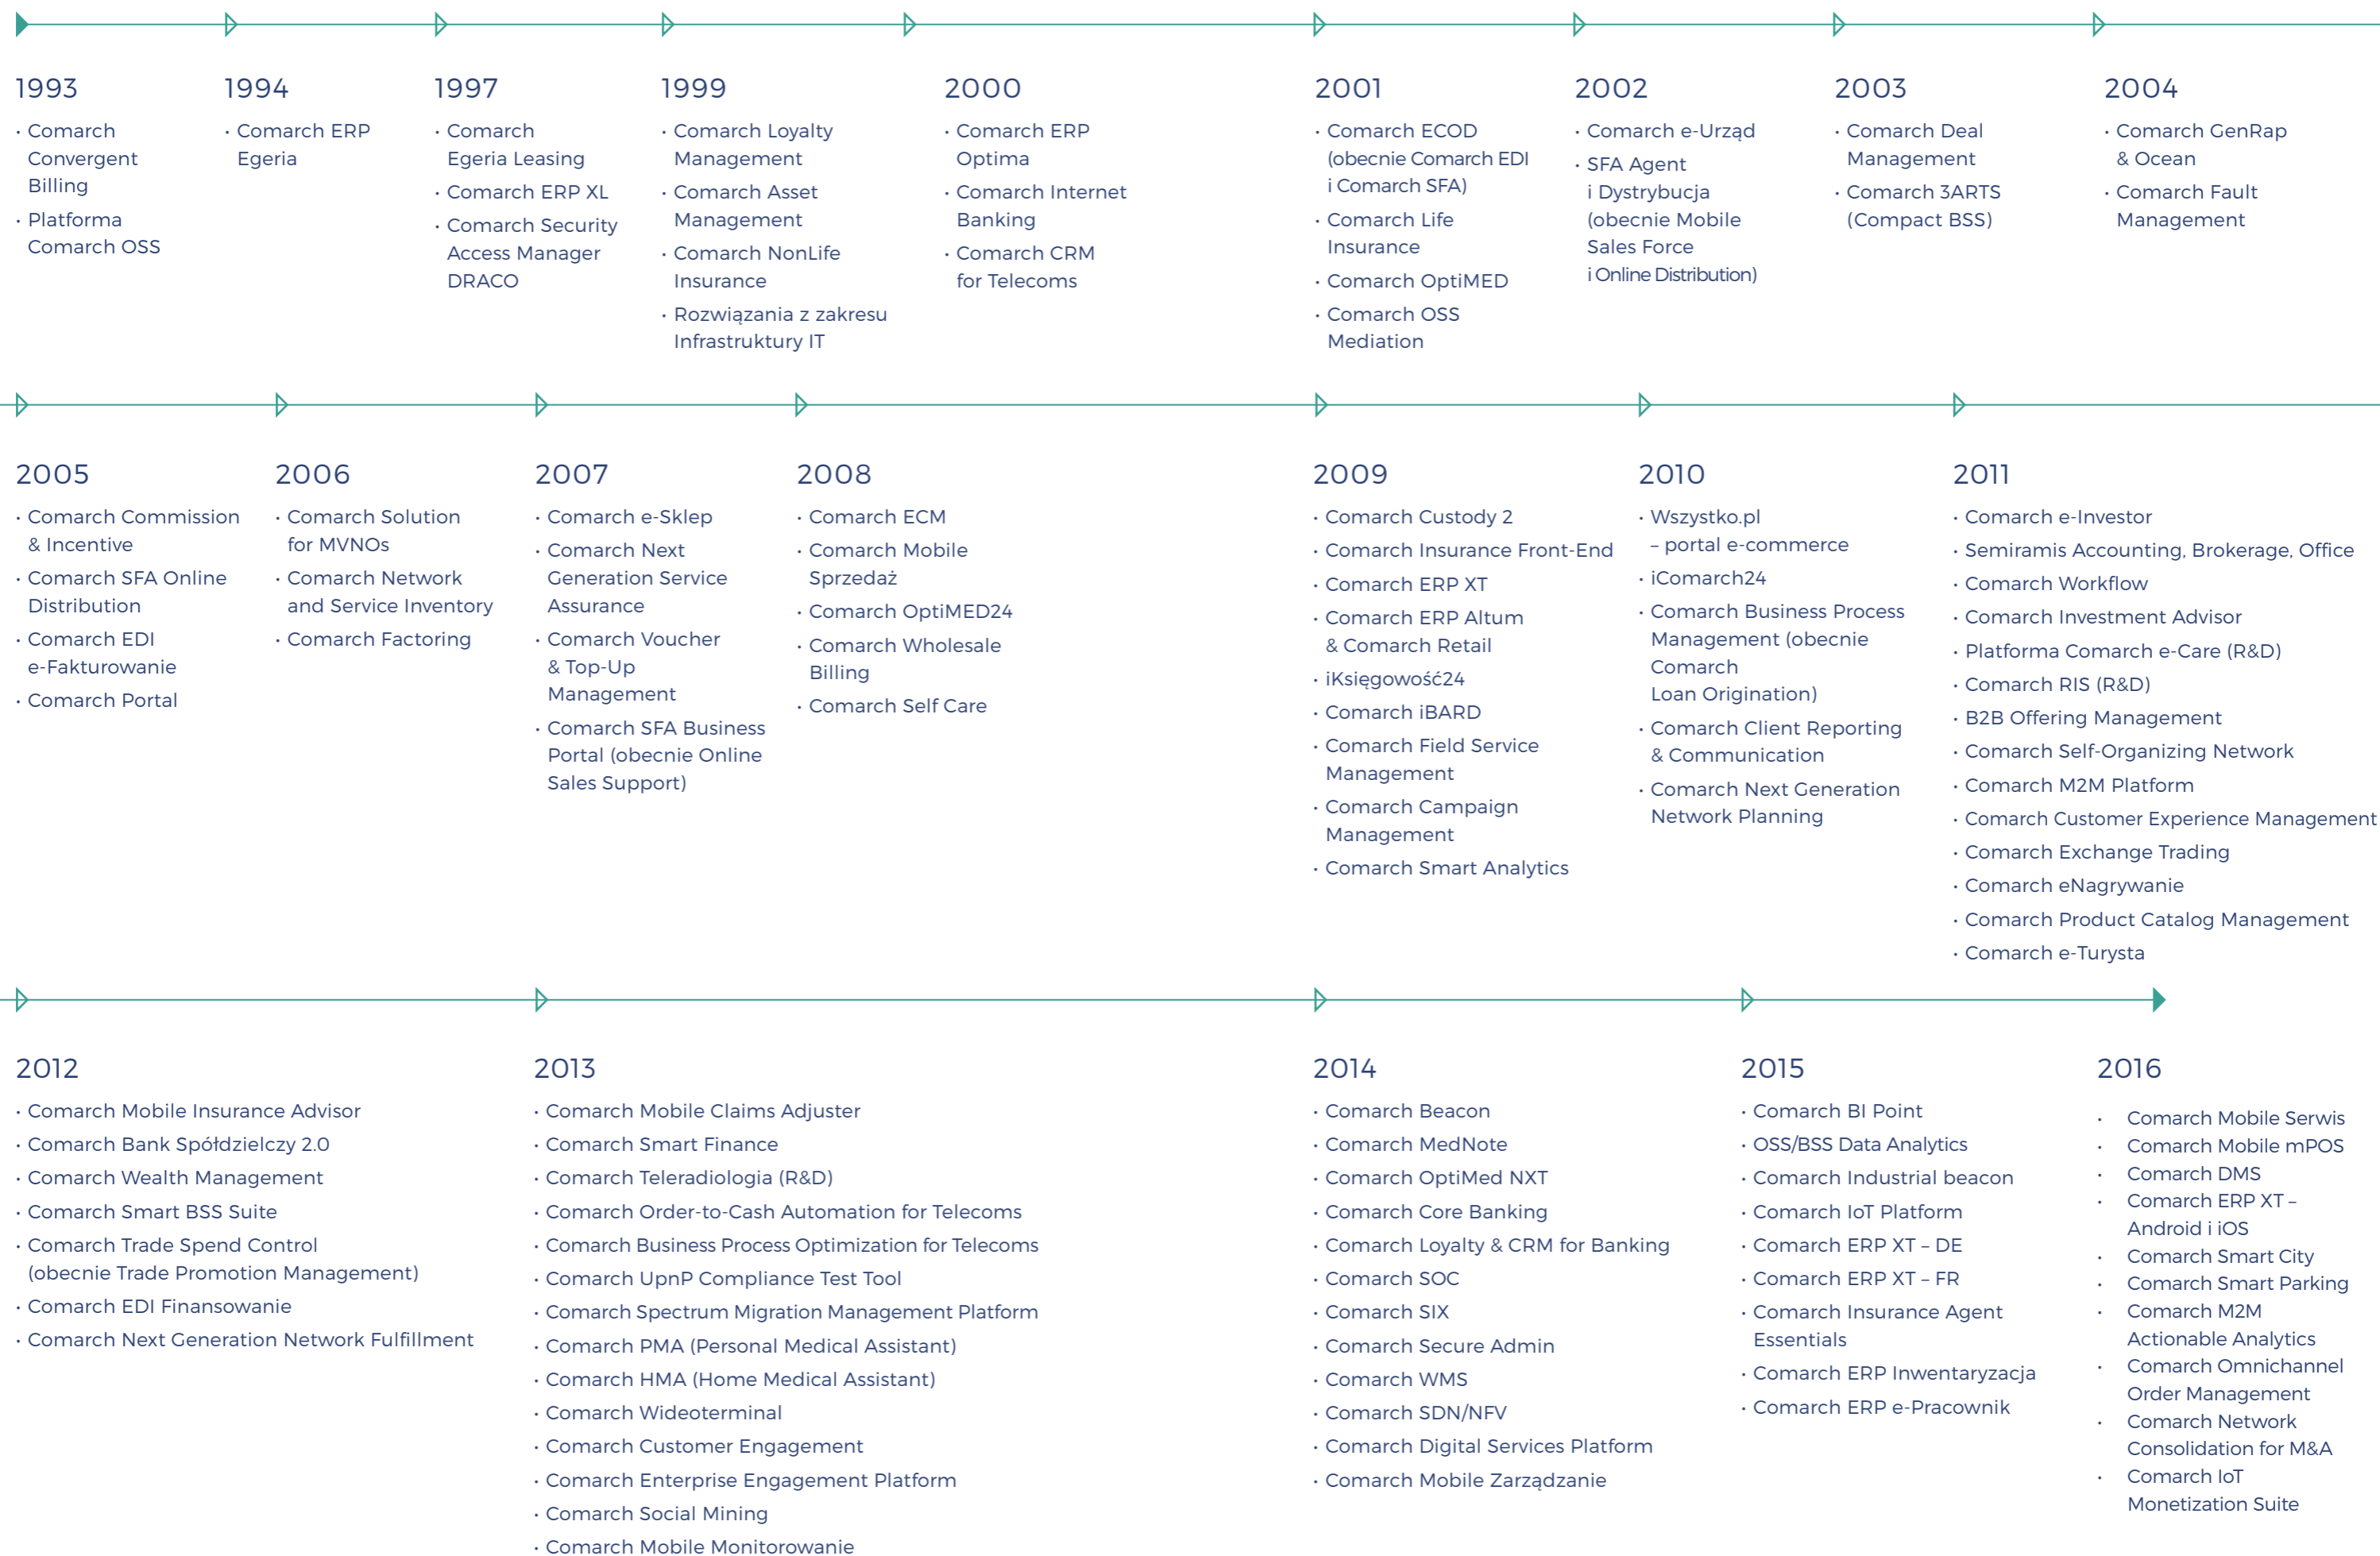 1993
• Comarch
Convergent
Billing
• Platforma
Comarch OSS
1994
• Comarch ERP
Egeria
1997
• Comarch
Egeria Leasing
• Comarch ERP XL
• Comarch Security
Access Manager
DRACO
1999
• Comarch Loyalty
Management
• Comarch Asset
Management
• Comarch NonLife
Insurance
• Rozwiązania z zakresu
Infrastruktury IT
2000
• Comarch ERP
Optima
• Comarch Internet
Banking
• Comarch CRM
for Telecoms
2001
• Comarch ECOD
(obecnie Comarch EDI
i Comarch SFA)
• Comarch Life
Insurance
• Comarch OptiMED
• Comarch OSS
Mediation
2002
• Comarch e-Urząd
• SFA Agent
i Dystrybucja
(obecnie Mobile
Sales Force
i Online Distribution)
2003
• Comarch Deal
Management
• Comarch 3ARTS
(Compact BSS)
2004
• Comarch GenRap
& Ocean
• Comarch Fault
Management
2005
• Comarch Commission
& Incentive
• Comarch SFA Online
Distribution
• Comarch EDI
e-Fakturowanie
• Comarch Portal
2006
• Comarch Solution
for MVNOs
• Comarch Network
and Service Inventory
• Comarch Factoring
2007
• Comarch e-Sklep
• Comarch Next
Generation Service
Assurance
• Comarch Voucher
& Top-Up
Management
• Comarch SFA Business
Portal (obecnie Online
Sales Support)
2008
• Comarch ECM
• Comarch Mobile
Sprzedaż
• Comarch OptiMED24
• Comarch Wholesale
Billing
• Comarch Self Care
2009
• Comarch Custody 2
• Comarch Insurance Front-End
• Comarch ERP XT
• Comarch ERP Altum
& Comarch Retail
• iKsięgowość24
• Comarch iBARD
• Comarch Field Service
Management
• Comarch Campaign
Management
• Comarch Smart Analytics
2010
• Wszystko.pl
– portal e-commerce
• iComarch24
• Comarch Business Process
Management (obecnie
Comarch
Loan Origination)
• Comarch Client Reporting
& Communication
• Comarch Next Generation
Network Planning
2011
• Comarch e-Investor
• Semiramis Accounting, Brokerage, Office
• Comarch Workflow
• Comarch Investment Advisor
• Platforma Comarch e-Care (R&D)
• Comarch RIS (R&D)
• B2B Offering Management
• Comarch Self-Organizing Network
• Comarch M2M Platform
• Comarch Customer Experience Management
• Comarch Exchange Trading
• Comarch eNagrywanie
• Comarch Product Catalog Management
• Comarch e-Turysta
2012
• Comarch Mobile Insurance Advisor
• Comarch Bank Spółdzielczy 2.0
• Comarch Wealth Management
• Comarch Smart BSS Suite
• Comarch Trade Spend Control
(obecnie Trade Promotion Management)
• Comarch EDI Finansowanie
• Comarch Next Generation Network Fulfillment
2013
• Comarch Mobile Claims Adjuster
• Comarch Smart Finance
• Comarch Teleradiologia (R&D)
• Comarch Order-to-Cash Automation for Telecoms
• Comarch Business Process Optimization for Telecoms
• Comarch UpnP Compliance Test Tool
• Comarch Spectrum Migration Management Platform
• Comarch PMA (Personal Medical Assistant)
• Comarch HMA (Home Medical Assistant)
• Comarch Wideoterminal
• Comarch Customer Engagement
• Comarch Enterprise Engagement Platform
• Comarch Social Mining
• Comarch Mobile Monitorowanie
2014
• Comarch Beacon
• Comarch MedNote
• Comarch OptiMed NXT
• Comarch Core Banking
• Comarch Loyalty & CRM for Banking
• Comarch SOC
• Comarch SIX
• Comarch Secure Admin
• Comarch WMS
• Comarch SDN/NFV
• Comarch Digital Services Platform
• Comarch Mobile Zarządzanie
2015
• Comarch BI Point
• OSS/BSS Data Analytics
• Comarch Industrial beacon
• Comarch IoT Platform
• Comarch ERP XT – DE
• Comarch ERP XT – FR
• Comarch Insurance Agent
Essentials
• Comarch ERP Inwentaryzacja
• Comarch ERP e-Pracownik
2016
• Comarch Mobile Serwis
• Comarch Mobile mPOS
• Comarch DMS
• Comarch ERP XT –
Android i iOS
• Comarch Smart City
• Comarch Smart Parking
• Comarch M2M
Actionable Analytics
• Comarch Omnichannel
Order Management
• Comarch Network
Consolidation for M&A
• Comarch IoT
Monetization Suite